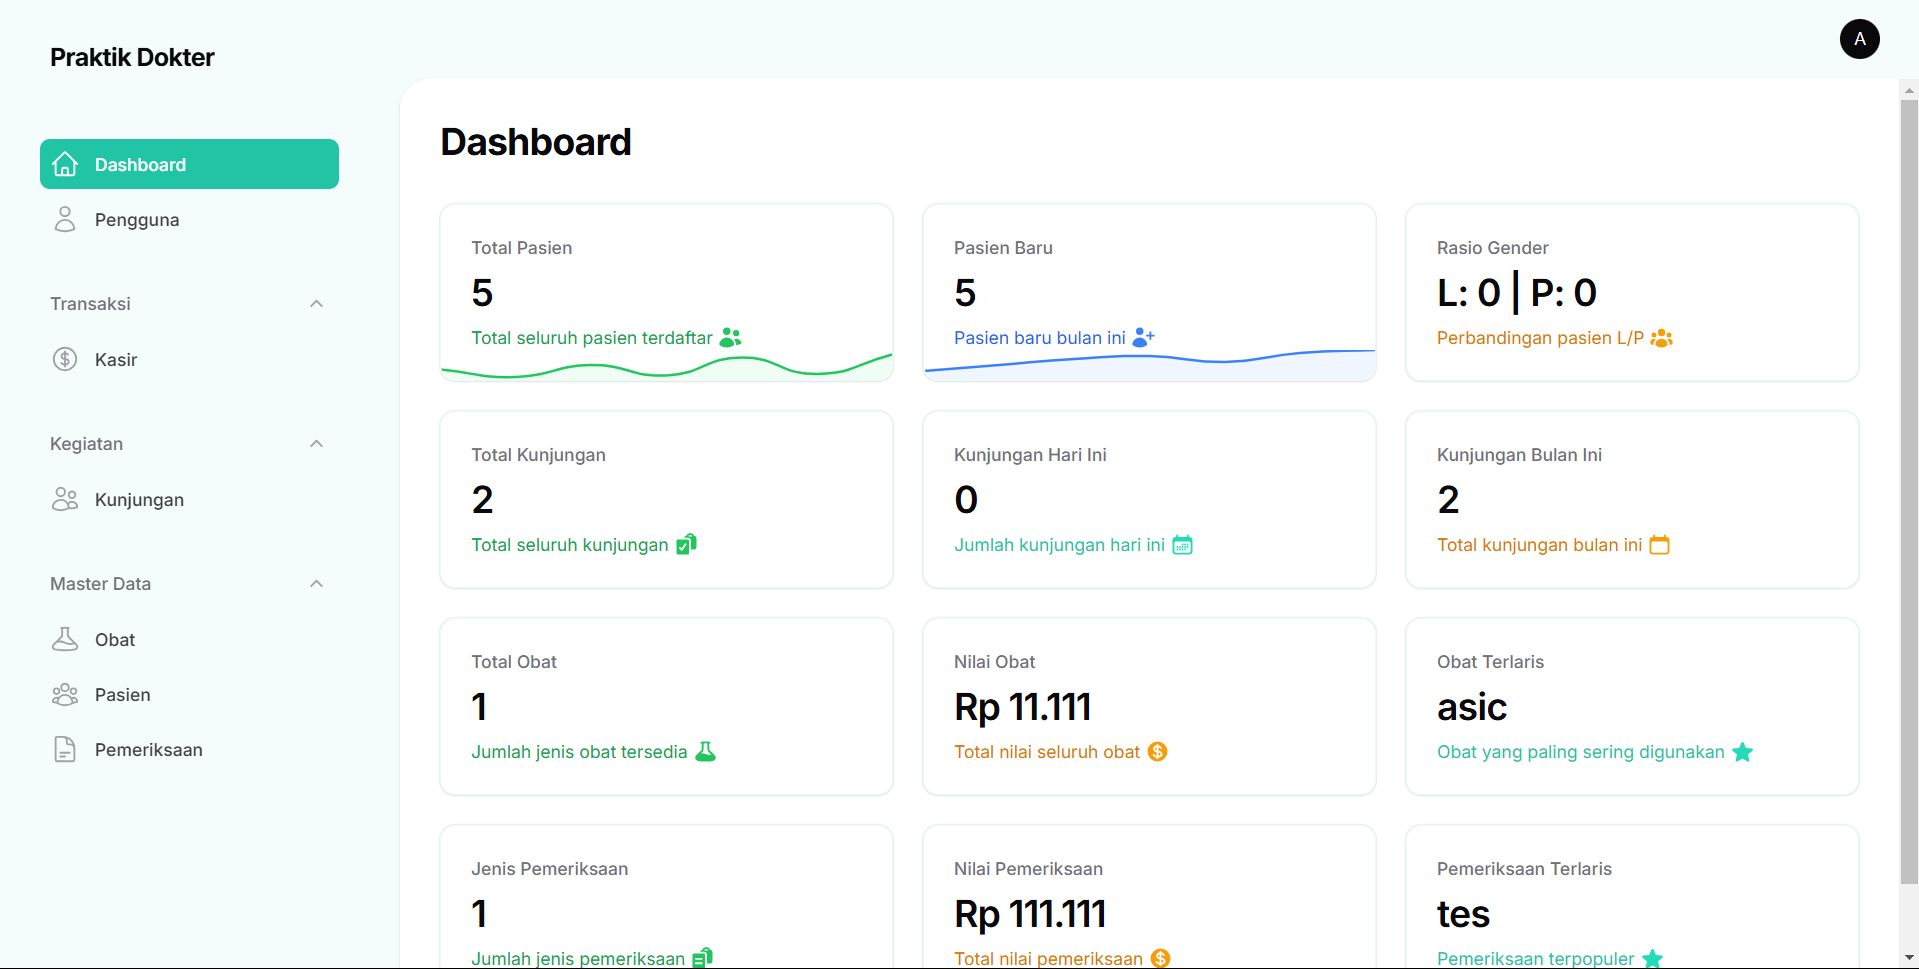 Praktik Dokter
A
Dashboard
Pengguna
Transaksi
Kasir
Kegiatan
Kunjungan
Master Data
Obat
Pasien
Pemeriksaan
Dashboard
Total Pasien
5
Total seluruh pasien terdaftar
Pasien Baru
5
Pasien baru bulan ini
Rasio Gender
L: 0 | P: 0
Perbandingan pasien L/P
Total Kunjungan
2
Total seluruh kunjungan
Kunjungan Hari Ini
0
Jumlah kunjungan hari ini
Kunjungan Bulan Ini
2
Total kunjungan bulan ini
Total Obat
1
Jumlah jenis obat tersedia
Nilai Obat
Rp 11.111
Total nilai seluruh obat
Obat Terlaris
asic
Obat yang paling sering digunakan
Jenis Pemeriksaan
1
Jumlah jenis pemeriksaan
Nilai Pemeriksaan
Rp 111.111
Total nilai pemeriksaan
Pemeriksaan Terlaris
tes
Pemeriksaan terpopuler